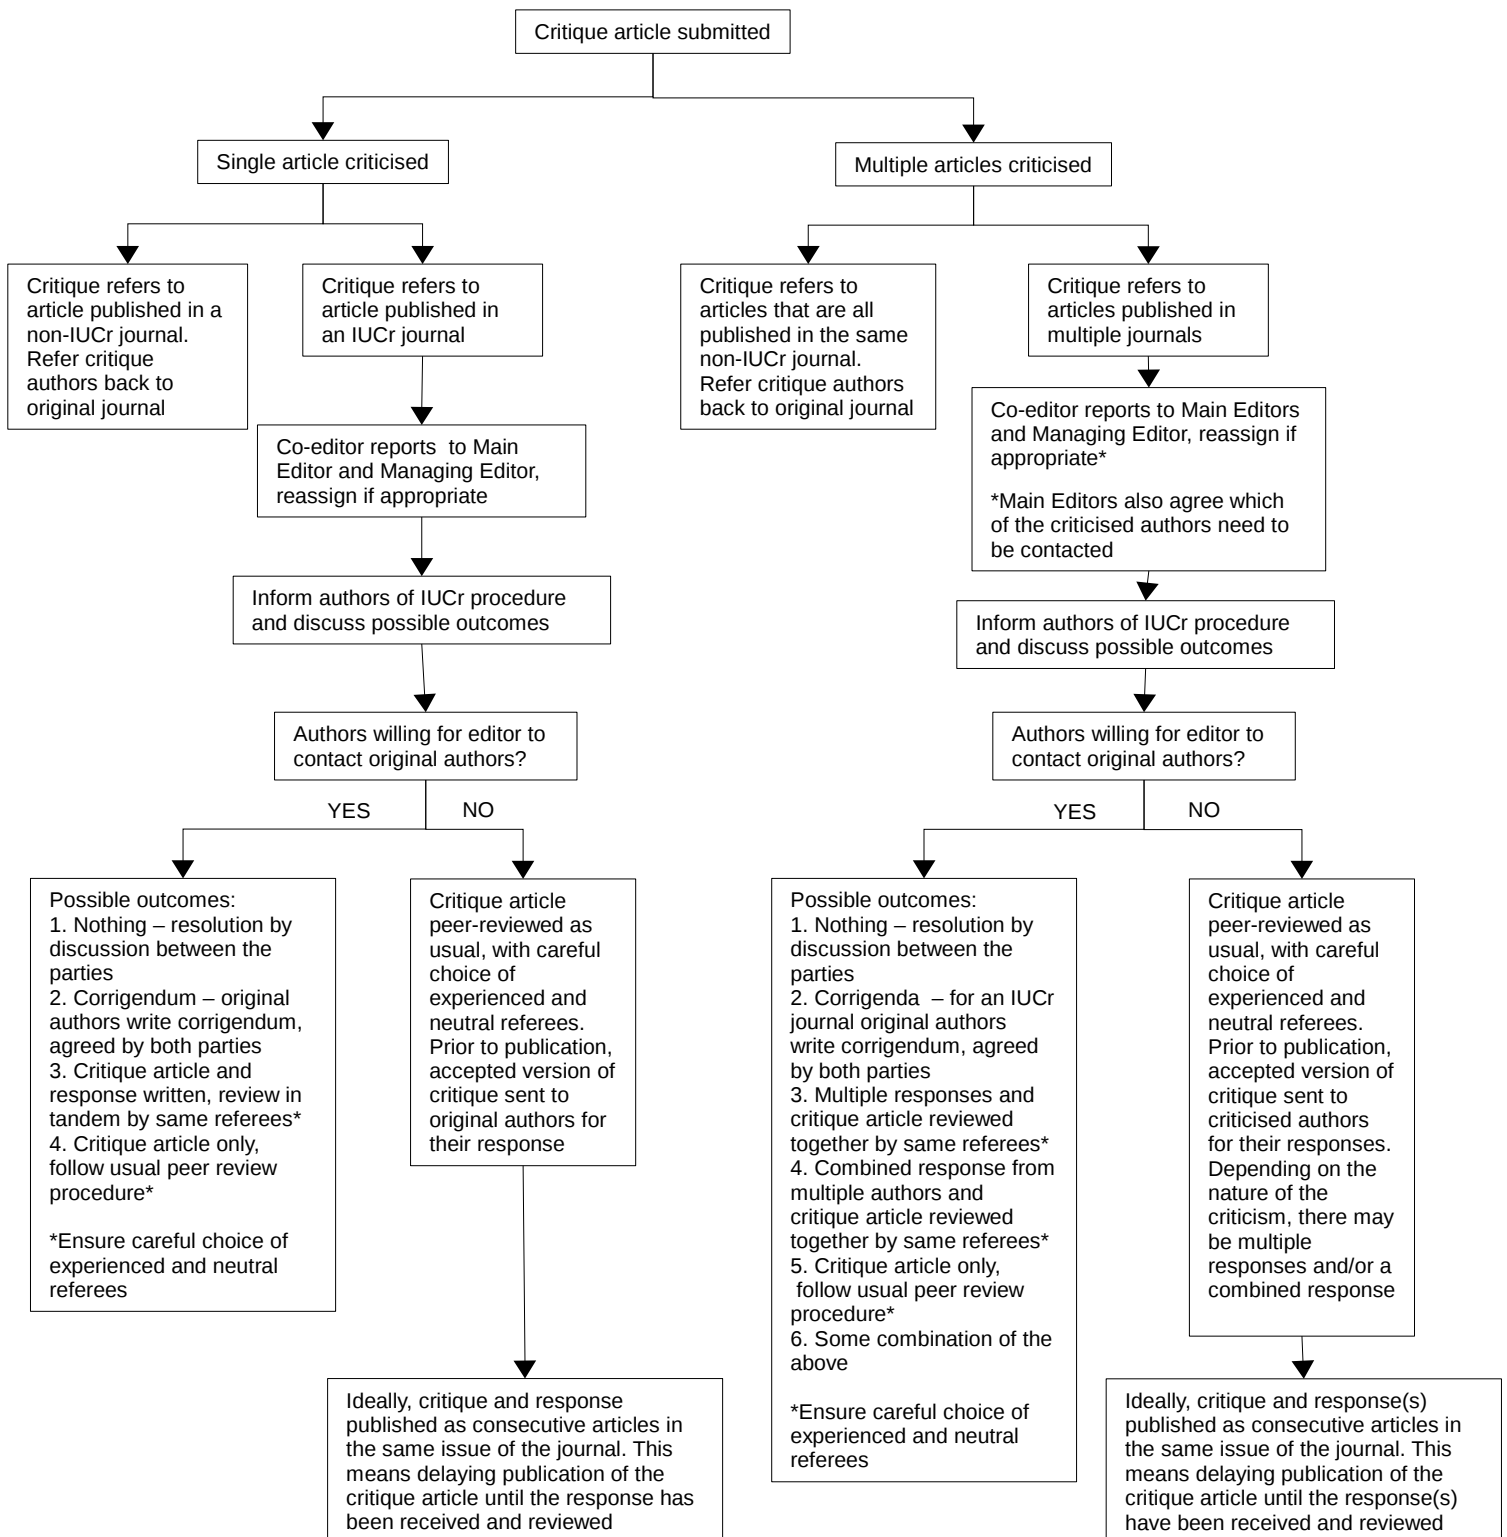 Critique article submitted
Single article criticised
Multiple articles criticised
Critique refers to
article published in a
non-IUCr journal.
Refer critique
authors back to
original journal
Critique refers to
article published in
an IUCr journal
Critique refers to
articles that are all
published in the same
non-IUCr journal.
Refer critique authors
back to original journal
Critique refers to
articles published in
multiple journals
Co-editor reports  to Main
Editor and Managing Editor,
reassign if appropriate
Co-editor reports to Main Editors
and Managing Editor, reassign if
appropriate*
*Main Editors also agree which
of the criticised authors need to
be contacted
Inform authors of IUCr procedure
and discuss possible outcomes
Inform authors of IUCr procedure
and discuss possible outcomes
Authors willing for editor to
contact original authors?
Authors willing for editor to
contact original authors?
YES
NO
YES
NO
Possible outcomes:
1. Nothing – resolution by
discussion between the
parties
2. Corrigendum – original
authors write corrigendum,
agreed by both parties
3. Critique article and
response written, review in
tandem by same referees*
4. Critique article only,
follow usual peer review
procedure*
*Ensure careful choice of
experienced and neutral
referees
Critique article
peer-reviewed as
usual, with careful
choice of
experienced and
neutral referees.
Prior to publication,
accepted version of
critique sent to
original authors for
their response
Possible outcomes:
1. Nothing – resolution by
discussion between the
parties
2. Corrigenda  – for an IUCr
journal original authors
write corrigendum, agreed
by both parties
3. Multiple responses and
critique article reviewed
together by same referees*
4. Combined response from
multiple authors and
critique article reviewed
together by same referees*
5. Critique article only,
follow usual peer review
procedure*
6. Some combination of the
above
*Ensure careful choice of
experienced and neutral
referees
Critique article
peer-reviewed as
usual, with careful
choice of
experienced and
neutral referees.
Prior to publication,
accepted version of
critique sent to
criticised authors
for their responses.
Depending on the
nature of the
criticism, there may
be multiple
responses and/or a
combined response
Ideally, critique and response
published as consecutive articles in
the same issue of the journal. This
means delaying publication of the
critique article until the response has
been received and reviewed
Ideally, critique and response(s)
published as consecutive articles in
the same issue of the journal. This
means delaying publication of the
critique article until the response(s)
have been received and reviewed